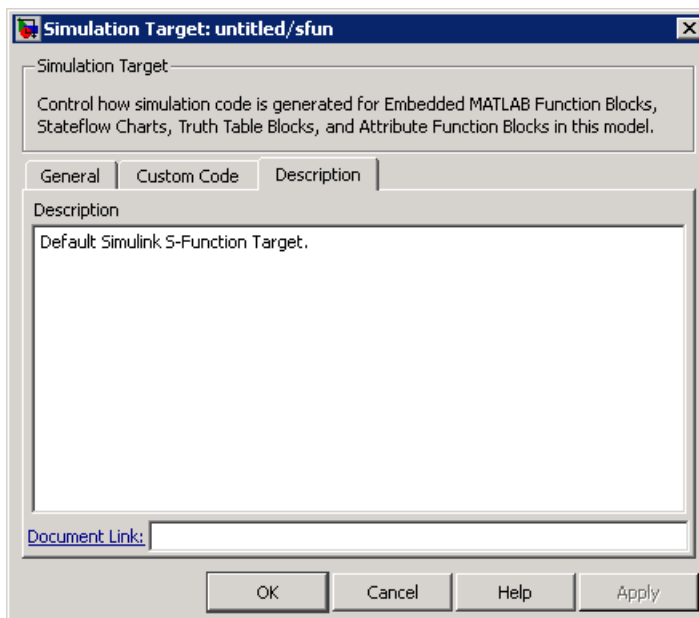 Simulation Target: untitled/sfun
Simulation Target
Control how simulation code is generated for Embedded MATLAB Function Blocks,
Stateflow Charts, Truth Table Blocks, and Attribute Function Blocks in this model.
General Custom Code Description
Description
Default Simulink S-Function Target.
Document Link:
OK Cancel Help Apply